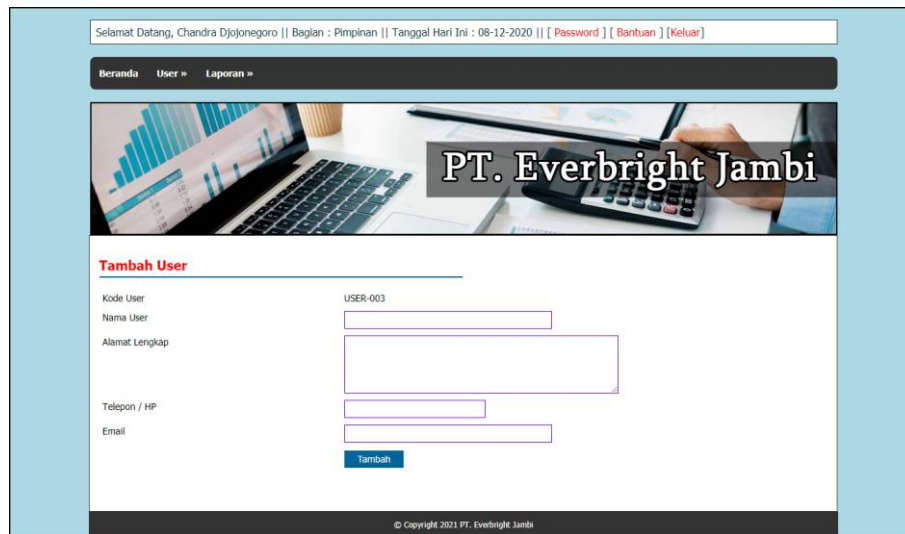 Selamat Datang, Chandra Djojonegoro || Bagian : Pimpinan || Tanggal Hari Ini : 08-12-2020 || [ Password ] [ Bantuan ] [Keluar]
Beranda User » Laporan »
PT. Everbright Jambi
Tambah User
Kode User USER-003
Nama User
Alamat Lengkap
Telepon / HP
Email
Tambah
© Copyright 2021 PT. Everbright Jambi